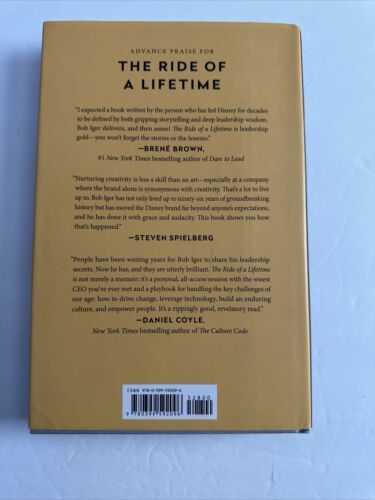 ADVANCE PRAISE FOR
THE RIDE OF
A LIFETIME
"I expected a book written by the person who has led Disney for decades
to be defined by both gripping storytelling and deep leadership wisdom.
Bob Iger delivers, and then some! The Ride of a Lifetime is leadership
gold—you won't forget the stories or the lessons."
—BRENÉ BROWN,
#1 New York Times bestselling author of Dare to Lead
"Nurturing creativity is less a skill than an art—especially at a company
where the brand alone is synonymous with creativity. That's a lot to live
up to. Bob Iger has not only lived up to ninety-six years of groundbreaking
history but has moved the Disney brand far beyond anyone's expectations,
and he has done it with grace and audacity. This book shows you how
that's happened."
—STEVEN SPIELBERG
"People have been waiting years for Bob Iger to share his leadership
secrets. Now he has, and they are utterly brilliant. The Ride of a Lifetime
is not merely a memoir; it's a personal, all-access session with the wisest
CEO you've ever met and a playbook for handling the key challenges of
our age: how to drive change, leverage technology, build an enduring
culture, and empower people. It's a rippingly good, revelatory read."
—DANIEL COYLE,
New York Times bestselling author of The Culture Code
ISBN 978-0-399-59209-6
52800
9 780399 592096